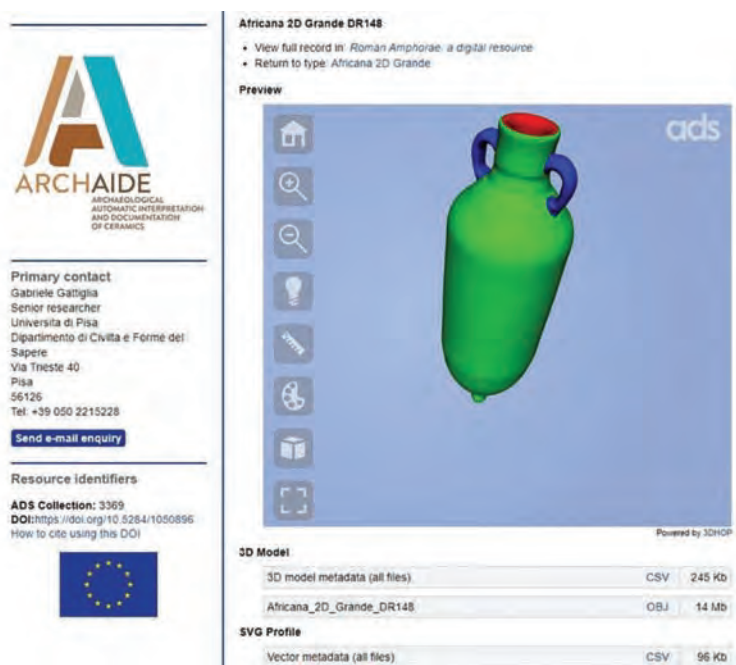 ARCHAIDE
ARCHAEOLOGICAL
AUTOMATIC INTERPRETATION
AND DOCUMENTATION
OF CERAMICS
Primary contact
Gabriele Gattiglia
Senior researcher
Universita di Pisa
Dipartimento di Civilta e Forme del
Sapere
Via Trieste 40
Pisa
56126
Tel: +39 050 2215228
Send e-mail enquiry
Resource identifiers
ADS Collection: 3369
DOI:https://doi.org/10.5284/1050896
How to cite using this DOI
Africana 2D Grande DR148
• View full record in: Roman Amphorae: a digital resource
• Return to type: Africana 2D Grande
Preview
ads
Powered by 3DHOP
3D Model
3D model metadata (all files) CSV 245 Kb
Africana_2D_Grande_DR148 OBJ 14 Mb
SVG Profile
Vector metadata (all files) CSV 96 Kb